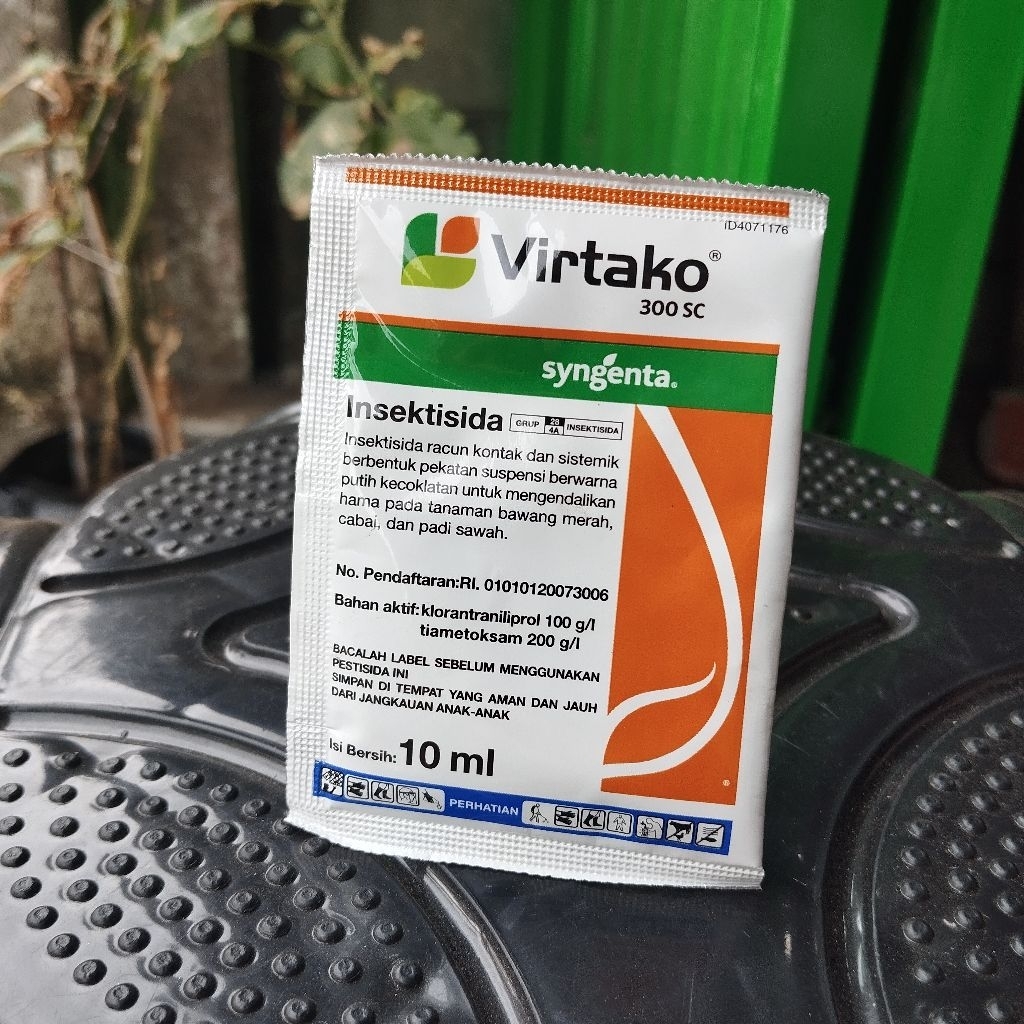 iD4071176
Virtako®
300 SC
syngenta®
Insektisida GRUP 28 4A INSEKTISIDA
Insektisida racun kontak dan sistemik
berbentuk pekatan suspensi berwarna
putih kecoklatan untuk mengendalikan
hama pada tanaman bawang merah,
cabai, dan padi sawah.
No. Pendaftaran:RI. 01010120073006
Bahan aktif: klorantraniliprol 100 g/l
tiametoksam 200 g/l
BACALAH LABEL SEBELUM MENGGUNAKAN
PESTISIDA INI
SIMPAN DI TEMPAT YANG AMAN DAN JAUH
DARI JANGKAUAN ANAK-ANAK
Isi Bersih: 10 ml
PERHATIAN
®